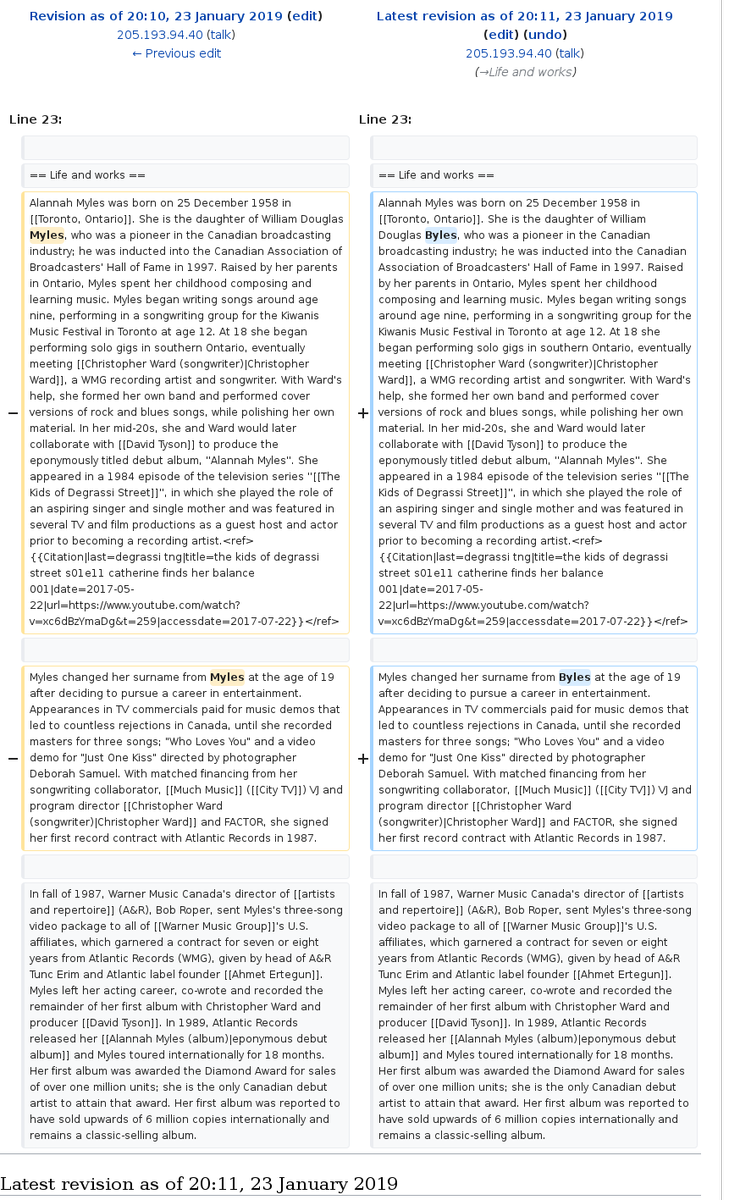 Revision as of 20:10, 23 January 2019 (edit)
205.193.94.40 (talk)
← Previous edit
Latest revision as of 20:11, 23 January 2019
(edit) (undo)
205.193.94.40 (talk)
(→Life and works)
Line 23:
Line 23:
== Life and works ==
== Life and works ==
−
Alannah Myles was born on 25 December 1958 in
[[Toronto, Ontario]]. She is the daughter of William Douglas
Myles, who was a pioneer in the Canadian broadcasting
industry; he was inducted into the Canadian Association of
Broadcasters' Hall of Fame in 1997. Raised by her parents
in Ontario, Myles spent her childhood composing and
learning music. Myles began writing songs around age
nine, performing in a songwriting group for the Kiwanis
Music Festival in Toronto at age 12. At 18 she began
performing solo gigs in southern Ontario, eventually
meeting [[Christopher Ward (songwriter)|Christopher
Ward]], a WMG recording artist and songwriter. With Ward's
help, she formed her own band and performed cover
versions of rock and blues songs, while polishing her own
material. In her mid-20s, she and Ward would later
collaborate with [[David Tyson]] to produce the
eponymously titled debut album, ''Alannah Myles''. She
appeared in a 1984 episode of the television series ''[[The
Kids of Degrassi Street]]'', in which she played the role of
an aspiring singer and single mother and was featured in
several TV and film productions as a guest host and actor
prior to becoming a recording artist.<ref>
{{Citation|last=degrassi tng|title=the kids of degrassi
street s01e11 catherine finds her balance
001|date=2017-05-
22|url=https://www.youtube.com/watch?
v=xc6dBzYmaDg&t=259|accessdate=2017-07-22}}</ref>
+
Alannah Myles was born on 25 December 1958 in
[[Toronto, Ontario]]. She is the daughter of William
Douglas Byles, who was a pioneer in the Canadian
broadcasting industry; he was inducted into the Canadian
Association of Broadcasters' Hall of Fame in 1997. Raised
by her parents in Ontario, Myles spent her childhood
composing and learning music. Myles began writing songs
around age nine, performing in a songwriting group for the
Kiwanis Music Festival in Toronto at age 12. At 18 she
began performing solo gigs in southern Ontario, eventually
meeting [[Christopher Ward (songwriter)|Christopher
Ward]], a WMG recording artist and songwriter. With Ward's
help, she formed her own band and performed cover
versions of rock and blues songs, while polishing her own
material. In her mid-20s, she and Ward would later
collaborate with [[David Tyson]] to produce the
eponymously titled debut album, ''Alannah Myles''. She
appeared in a 1984 episode of the television series ''[[The
Kids of Degrassi Street]]'', in which she played the role of
an aspiring singer and single mother and was featured in
several TV and film productions as a guest host and actor
prior to becoming a recording artist.<ref>
{{Citation|last=degrassi tng|title=the kids of degrassi
street s01e11 catherine finds her balance
001|date=2017-05-
22|url=https://www.youtube.com/watch?
v=xc6dBzYmaDg&t=259|accessdate=2017-07-22}}</ref>
−
Myles changed her surname from Myles at the age of 19
after deciding to pursue a career in entertainment.
Appearances in TV commercials paid for music demos that
led to countless rejections in Canada, until she recorded
masters for three songs; "Who Loves You" and a video
demo for "Just One Kiss" directed by photographer
Deborah Samuel. With matched financing from her
songwriting collaborator, [[Much Music]] ([[City TV]]) VJ and
program director [[Christopher Ward
(songwriter)|Christopher Ward]] and FACTOR, she signed
her first record contract with Atlantic Records in 1987.
+
Myles changed her surname from Byles at the age of 19
after deciding to pursue a career in entertainment.
Appearances in TV commercials paid for music demos that
led to countless rejections in Canada, until she recorded
masters for three songs; "Who Loves You" and a video
demo for "Just One Kiss" directed by photographer
Deborah Samuel. With matched financing from her
songwriting collaborator, [[Much Music]] ([[City TV]]) VJ and
program director [[Christopher Ward
(songwriter)|Christopher Ward]] and FACTOR, she signed
her first record contract with Atlantic Records in 1987.
In fall of 1987, Warner Music Canada's director of [[artists
and repertoire]] (A&R), Bob Roper, sent Myles's three-song
video package to all of [[Warner Music Group]]'s U.S.
affiliates, which garnered a contract for seven or eight
years from Atlantic Records (WMG), given by head of A&R
Tunc Erim and Atlantic label founder [[Ahmet Ertegun]].
Myles left her acting career, co-wrote and recorded the
remainder of her first album with Christopher Ward and
producer [[David Tyson]]. In 1989, Atlantic Records
released her [[Alannah Myles (album)|eponymous debut
album]] and Myles toured internationally for 18 months.
Her first album was awarded the Diamond Award for sales
of over one million units; she is the only Canadian debut
artist to attain that award. Her first album was reported to
have sold upwards of 6 million copies internationally and
remains a classic-selling album.
In fall of 1987, Warner Music Canada's director of [[artists
and repertoire]] (A&R), Bob Roper, sent Myles's three-song
video package to all of [[Warner Music Group]]'s U.S.
affiliates, which garnered a contract for seven or eight
years from Atlantic Records (WMG), given by head of A&R
Tunc Erim and Atlantic label founder [[Ahmet Ertegun]].
Myles left her acting career, co-wrote and recorded the
remainder of her first album with Christopher Ward and
producer [[David Tyson]]. In 1989, Atlantic Records
released her [[Alannah Myles (album)|eponymous debut
album]] and Myles toured internationally for 18 months.
Her first album was awarded the Diamond Award for sales
of over one million units; she is the only Canadian debut
artist to attain that award. Her first album was reported to
have sold upwards of 6 million copies internationally and
remains a classic-selling album.
Latest revision as of 20:11, 23 January 2019